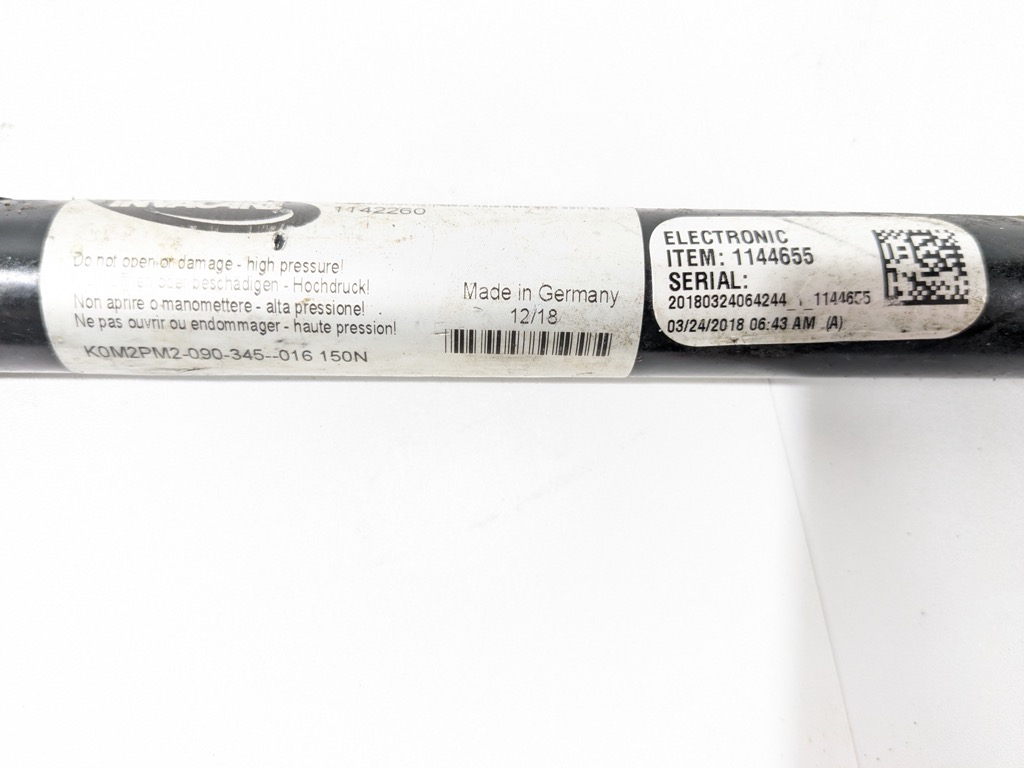 1142260
Do not open or damage - high pressure!
oder beschädigen - Hochdruck!
Non aprire o manomettere - alta pressione!
Ne pas ouvrir ou endommager - haute pression!
K0M2PM2-090-345--016 150N
Made in Germany
12/18
ELECTRONIC
ITEM: 1144655
SERIAL:
20180324064244_1_1144655
03/24/2018 06:43 AM (A)